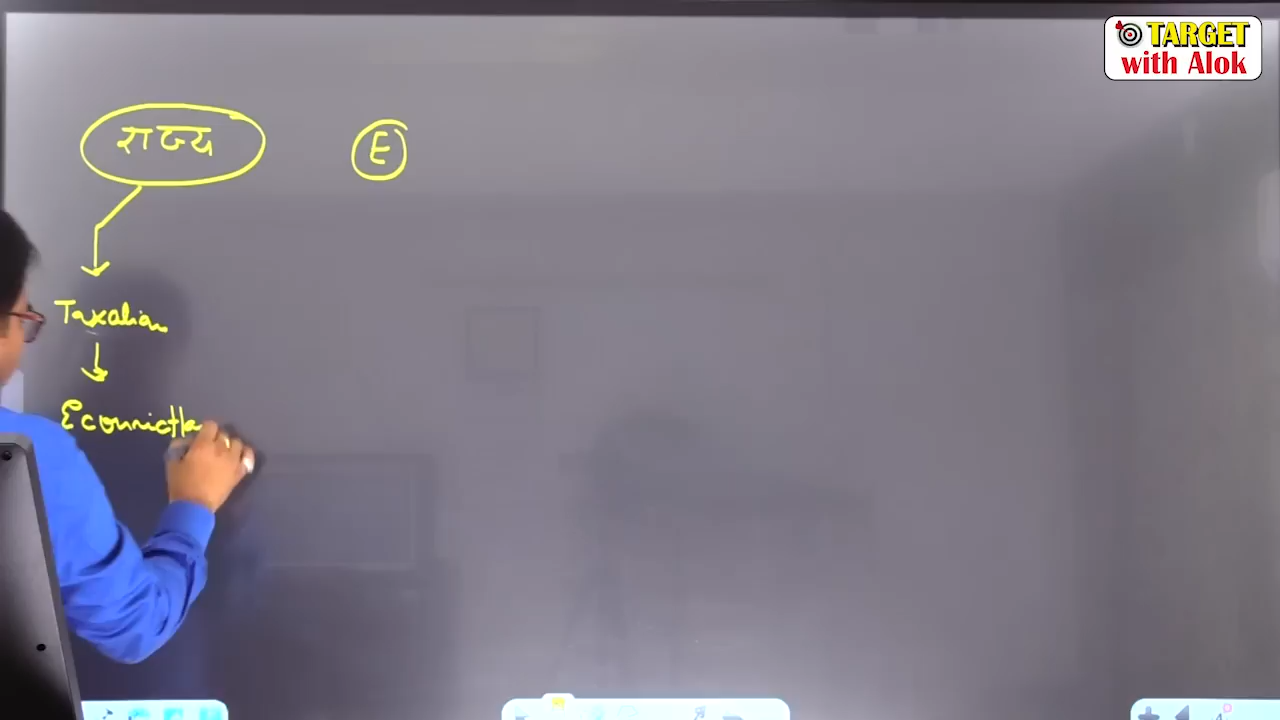 TARGET
with Alok
राज्य
E
Taxation